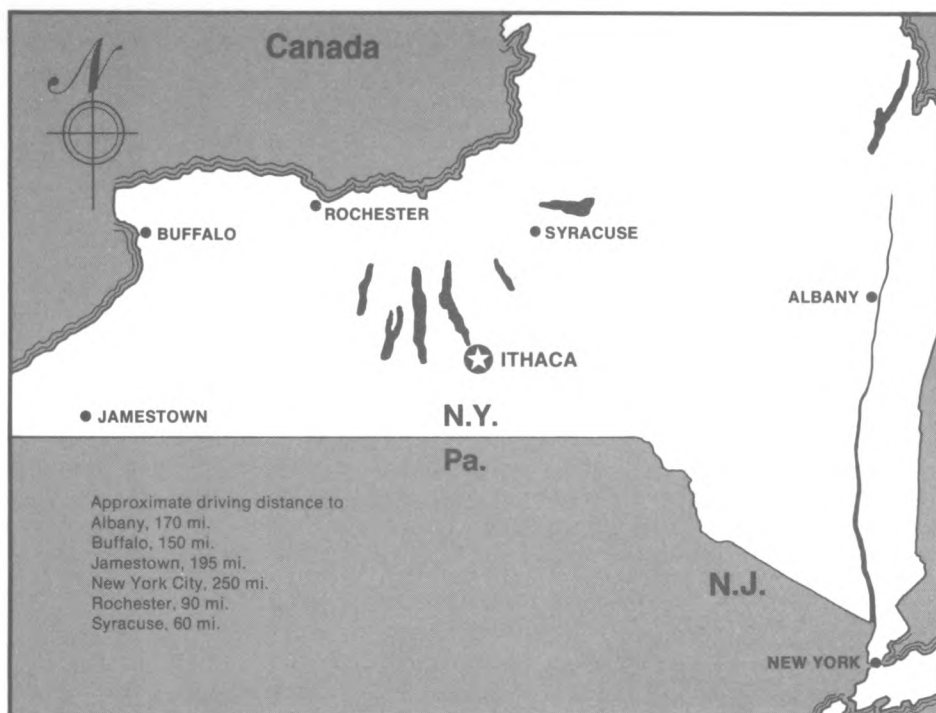 Canada
N
ROCHESTER
BUFFALO
SYRACUSE
ALBANY
ITHACA
JAMESTOWN
N.Y.
Pa.
Approximate driving distance to
Albany, 170 mi.
Buffalo, 150 mi.
Jamestown, 195 mi.
New York City, 250 mi.
Rochester, 90 mi.
Syracuse, 60 mi.
N.J.
NEW YORK